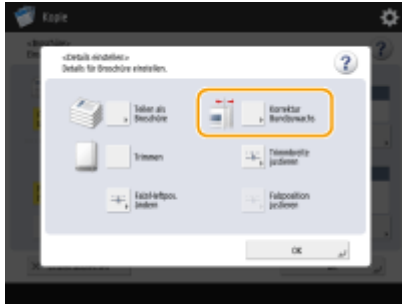 Kopie
<Details einstellen>
Details für Broschüre einstellen.
Teilen als
Broschüre
Korrektur
Bundzuwachs
Trimmen
Trimmbreite
justieren
Falz/Heftpos.
ändern
Falzposition
justieren
OK